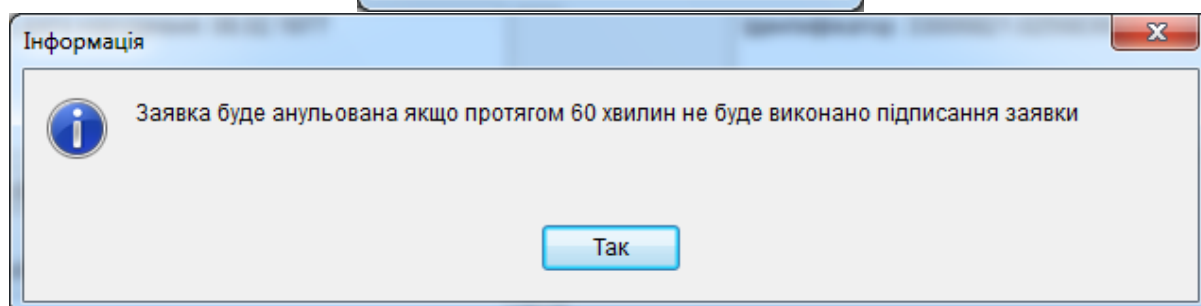 Інформація
Заявка буде анульована якщо протягом 60 хвилин не буде виконано підписання заявки
Так